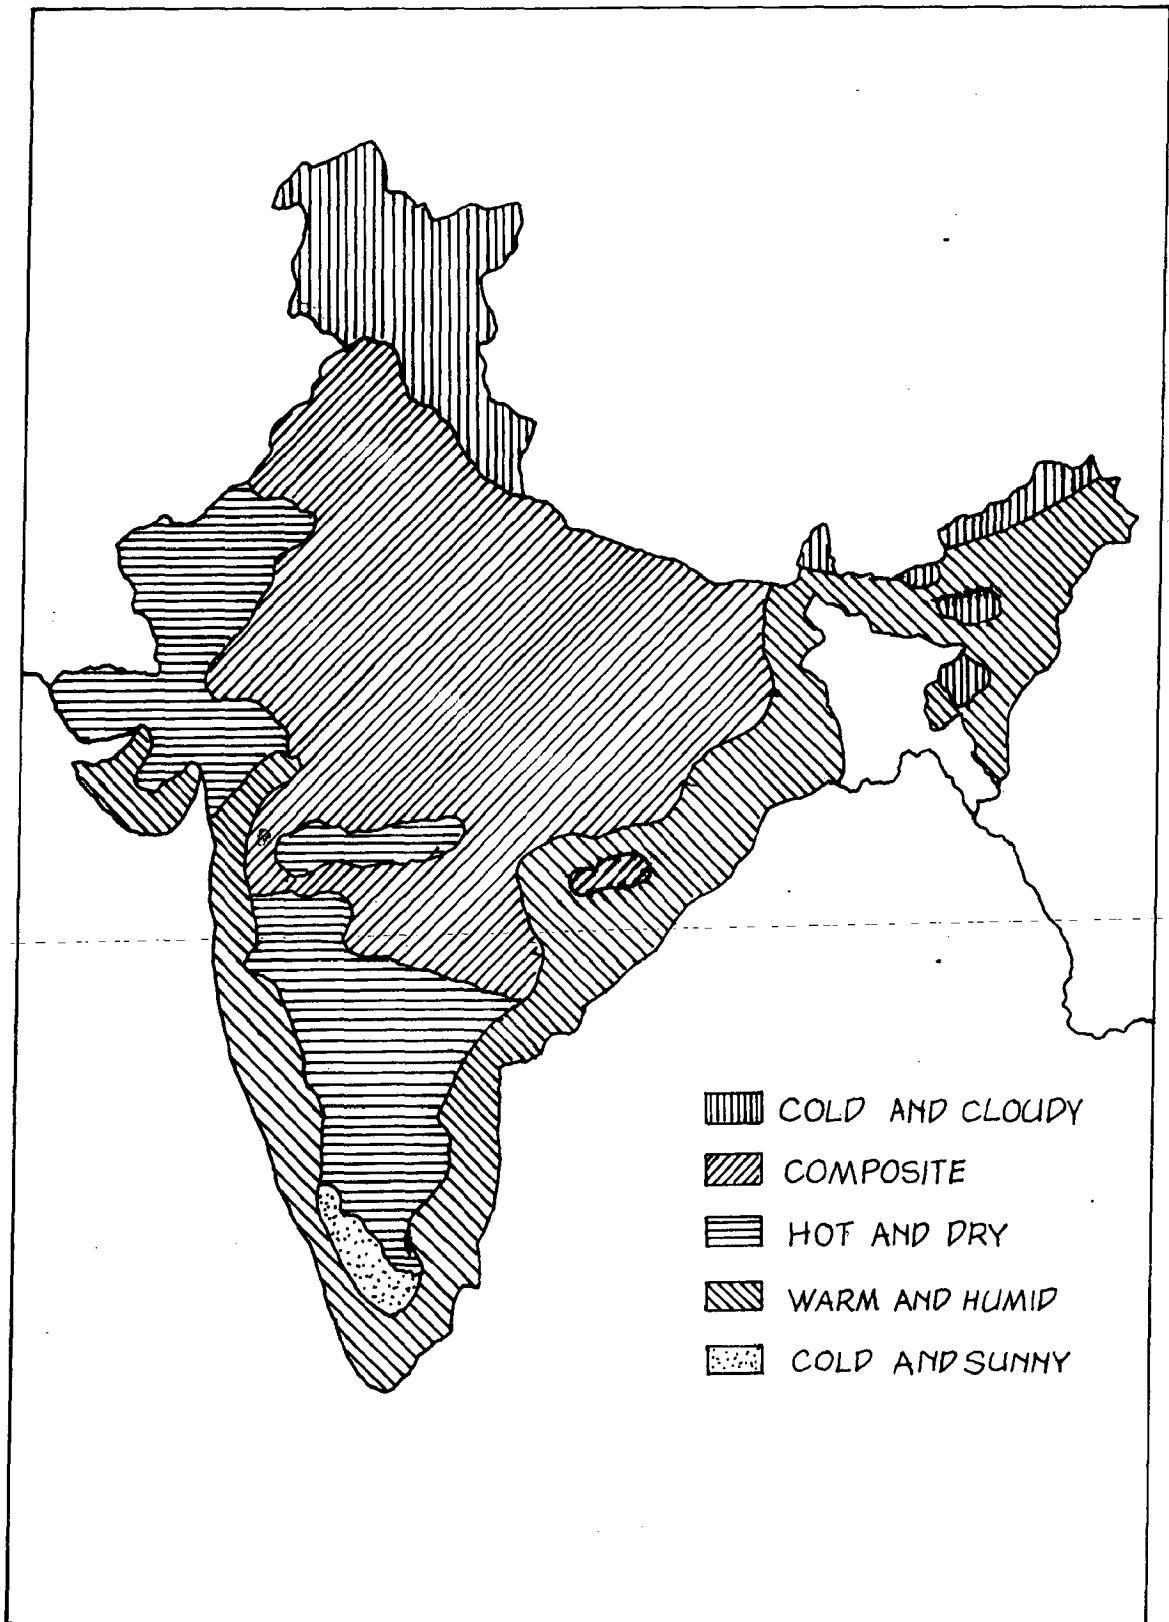 COLD AND CLOUDY
COMPOSITE
HOT AND DRY
WARM AND HUMID
COLD AND SUNNY